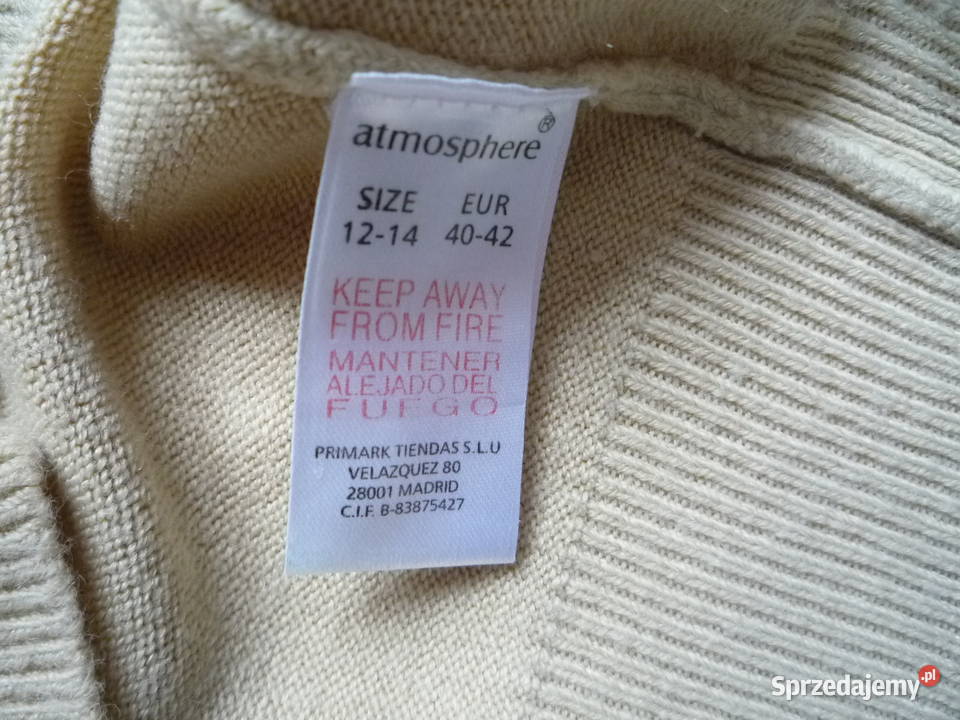 atmosphere®
SIZE EUR
12-14 40-42
KEEP AWAY
FROM FIRE
MANTENER
ALEJADO DEL
FUEGO
PRIMARK TIENDAS S.L.U
VELAZQUEZ 80
28001 MADRID
C.I.F. B-83875427
Sprzedajemy.pl